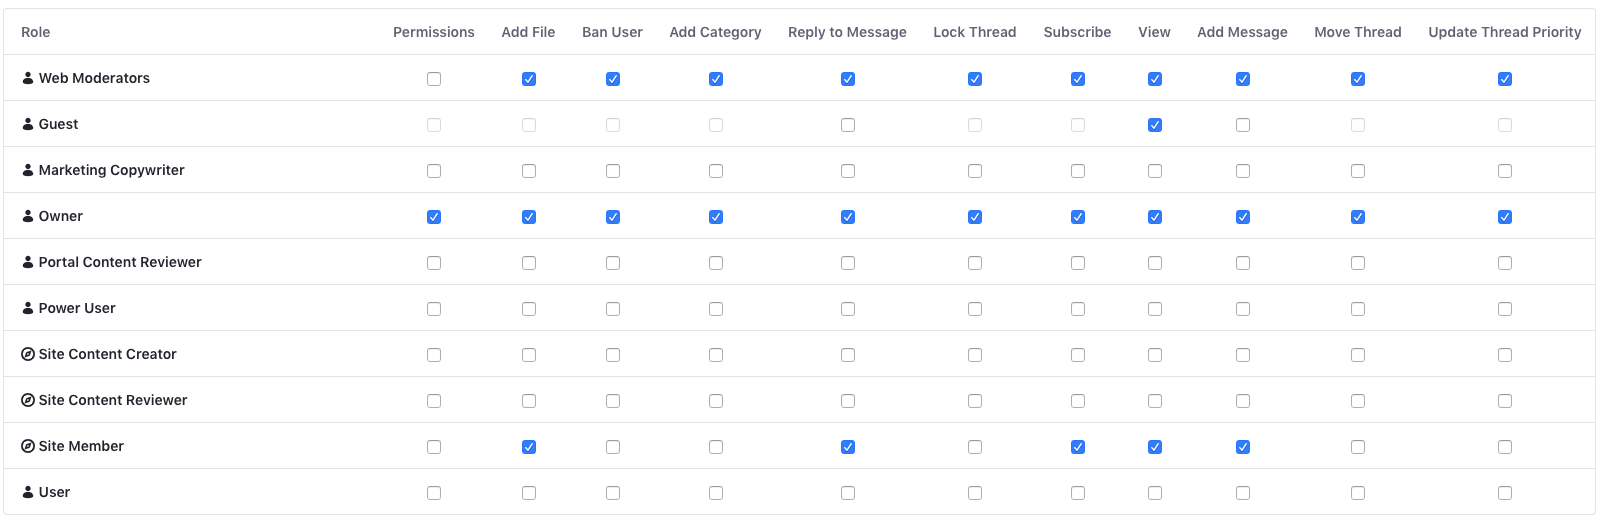 Role Permissions Add File Ban User Add Category Reply to Message Lock Thread Subscribe View Add Message Move Thread Update Thread Priority
Web Moderators
Guest
Marketing Copywriter
Owner
Portal Content Reviewer
Power User
Site Content Creator
Site Content Reviewer
Site Member
User